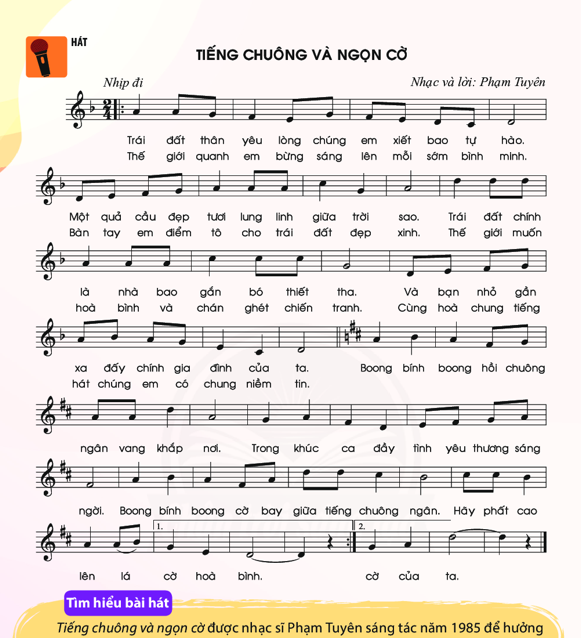 HÁT
TIẾNG CHUÔNG VÀ NGỌN CỜ
Nhịp đi
Nhạc và lời: Phạm Tuyên
Trái đất thân yêu lòng chúng em xiết bao tự hào.
Thế giới quanh em bừng sáng lên mỗi sớm bình minh.
Một quả cầu đẹp tươi lung linh giữa trời sao. Trái đất chính
Bàn tay em điểm tô cho trái đất đẹp xinh. Thế giới muốn
là nhà bao gắn bó thiết tha. Và bạn nhỏ gần
hoà bình và chán ghét chiến tranh. Cùng hoà chung tiếng
xa đấy chính gia đình của ta. Boong bính boong hồi chuông
hát chúng em có chung niềm tin.
ngân vang khắp nơi. Trong khúc ca đầy tình yêu thương sáng
ngời. Boong bính boong cờ bay giữa tiếng chuông ngân. Hãy phất cao
1.
2.
lên lá cờ hoà bình. cờ của ta.
Tìm hiểu bài hát
Tiếng chuông và ngọn cờ được nhạc sĩ Phạm Tuyên sáng tác năm 1985 để hưởng